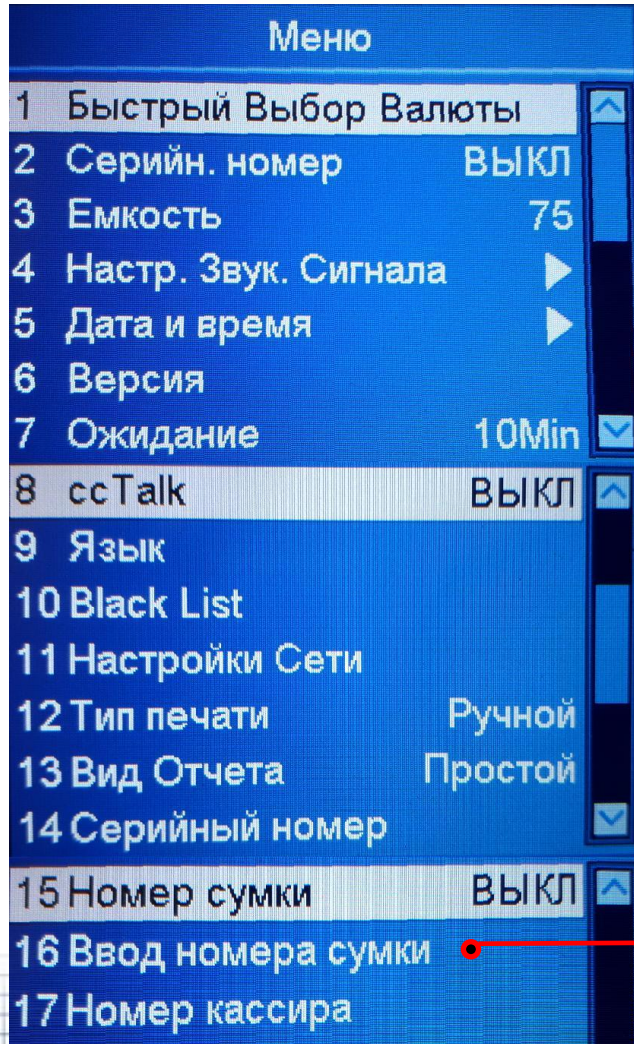 Меню
1 Быстрый Выбор Валюты
2 Серийн. номер ВЫКЛ
3 Емкость 75
4 Настр. Звук. Сигнала
5 Дата и время
6 Версия
7 Ожидание 10Min
8 ccTalk ВЫКЛ
9 Язык
10 Black List
11 Настройки Сети
12 Тип печати Ручной
13 Вид Отчета Простой
14 Серийный номер
15 Номер сумки ВЫКЛ
16 Ввод номера сумки
17 Номер кассира